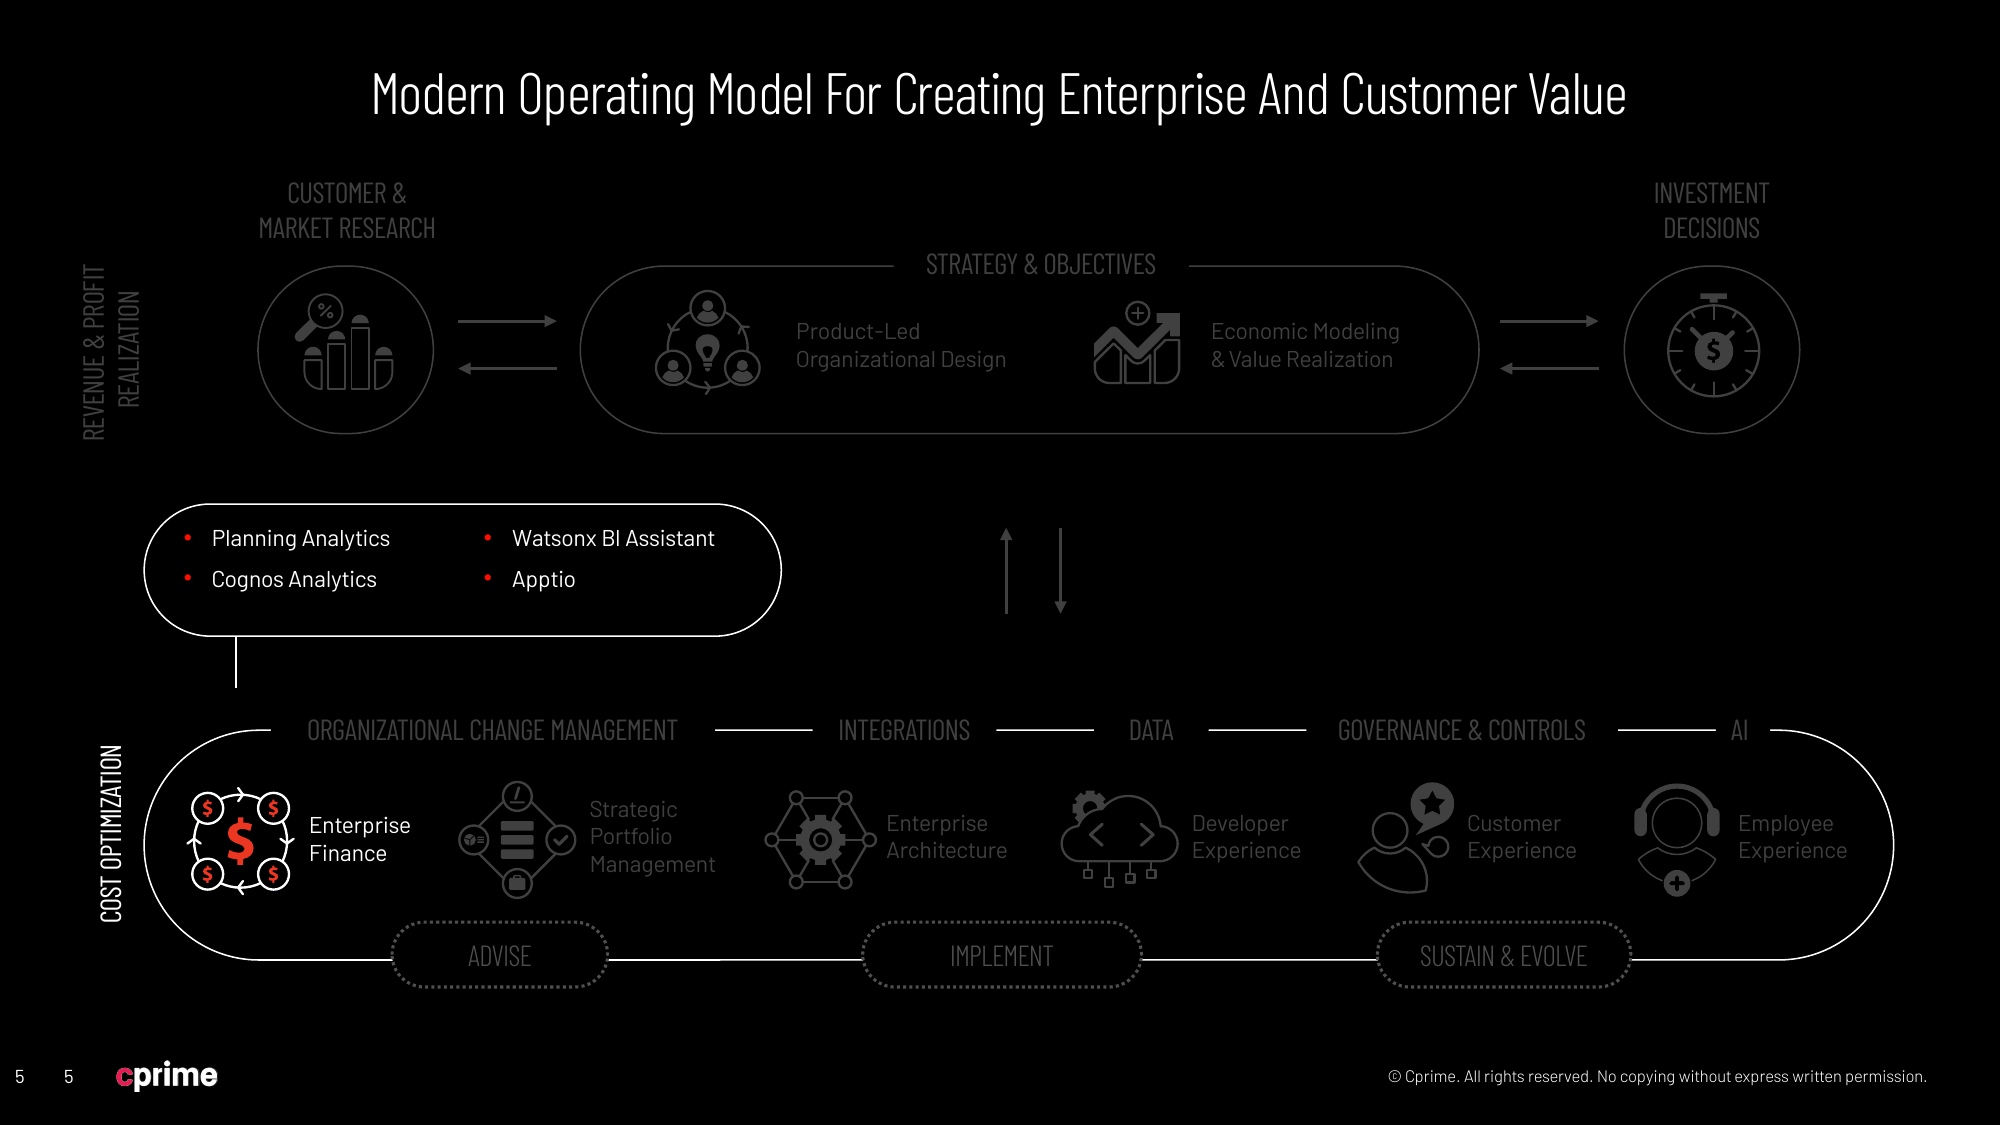 Modern Operating Model For Creating Enterprise And Customer Value
CUSTOMER &
MARKET RESEARCH
INVESTMENT
DECISIONS
STRATEGY & OBJECTIVES
REVENUE & PROFIT
REALIZATION
%
Product-Led
Organizational Design
Economic Modeling
& Value Realization
$
• Planning Analytics
• Cognos Analytics
• Watsonx BI Assistant
• Apptio
ORGANIZATIONAL CHANGE MANAGEMENT
INTEGRATIONS
DATA
GOVERNANCE & CONTROLS
AI
COST OPTIMIZATION
$ $
$
$ $
Enterprise
Finance
Strategic
Portfolio
Management
Enterprise
Architecture
Developer
Experience
Customer
Experience
Employee
Experience
ADVISE
IMPLEMENT
SUSTAIN & EVOLVE
5 5
cprime
© Cprime. All rights reserved. No copying without express written permission.